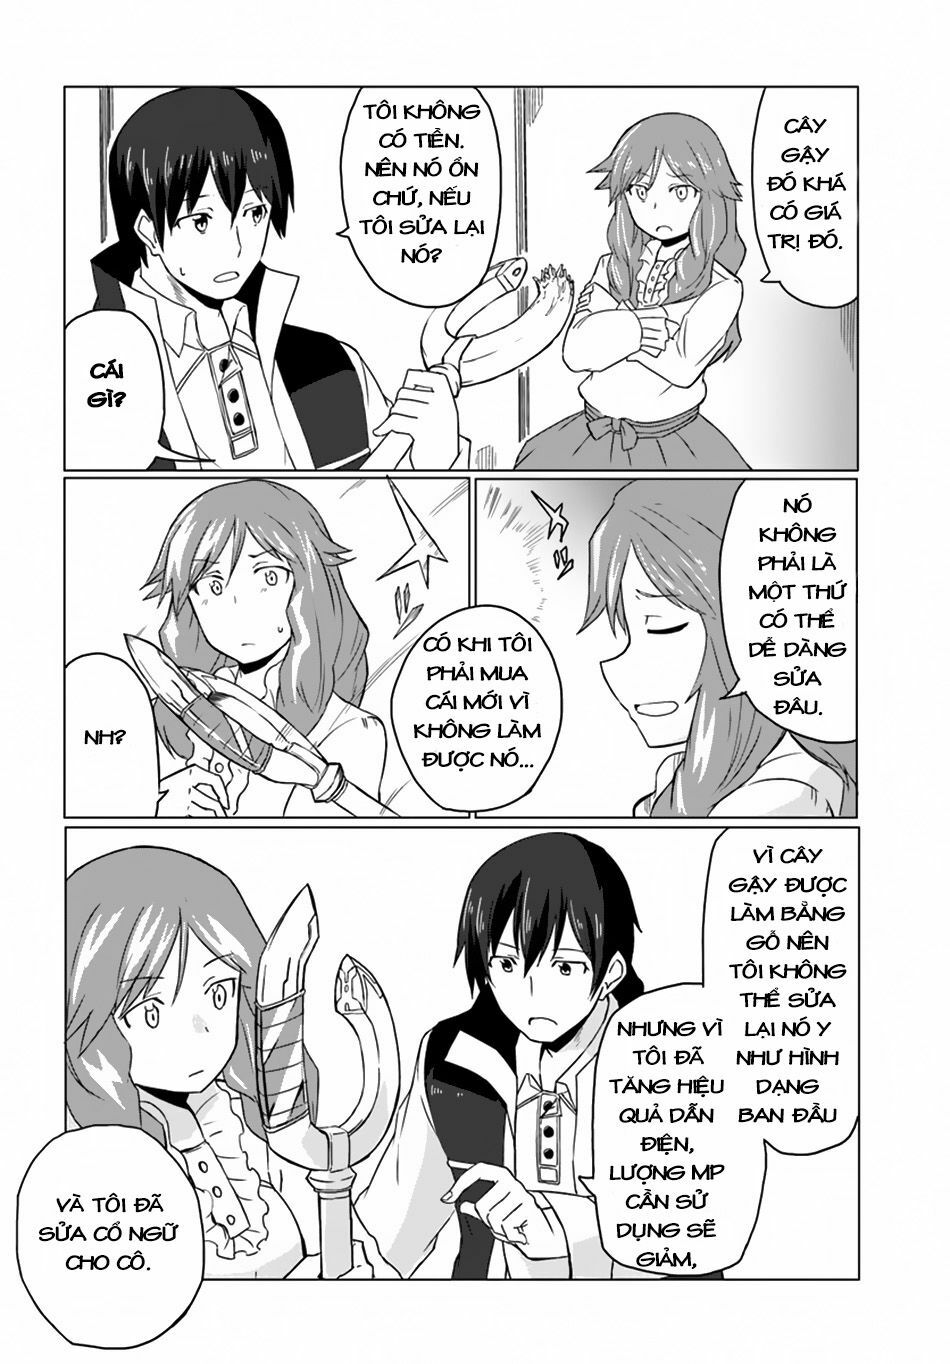 CÂY
GẬY
ĐÓ KHÁ
CÓ GIÁ
TRỊ ĐÓ.
TÔI KHÔNG
CÓ TIỀN.
NÊN NÓ ỔN
CHỨ, NẾU
TÔI SỬA LẠI
NÓ?
CÁI
GÌ?
NÓ
KHÔNG
PHẢI LÀ
MỘT THỨ
CÓ THỂ
DỄ DÀNG
SỬA
ĐÂU.
CÓ KHI TÔI
PHẢI MUA
CÁI MỚI VÌ
KHÔNG LÀM
ĐƯỢC NÓ...
NH?
VÌ CÂY
GẬY ĐƯỢC
LÀM BẰNG
GỖ NÊN
TÔI KHÔNG
THỂ SỬA
LẠI NÓ Y
NHƯ HÌNH
DẠNG
BAN ĐẦU
NHƯNG VÌ
TÔI ĐÃ
TĂNG HIỆU
QUẢ DẪN
ĐIỆN,
LƯỢNG MP
CẦN SỬ
DỤNG SẼ
GIẢM,
VÀ TÔI ĐÃ
SỬA CỔ NGỮ
CHO CÔ.